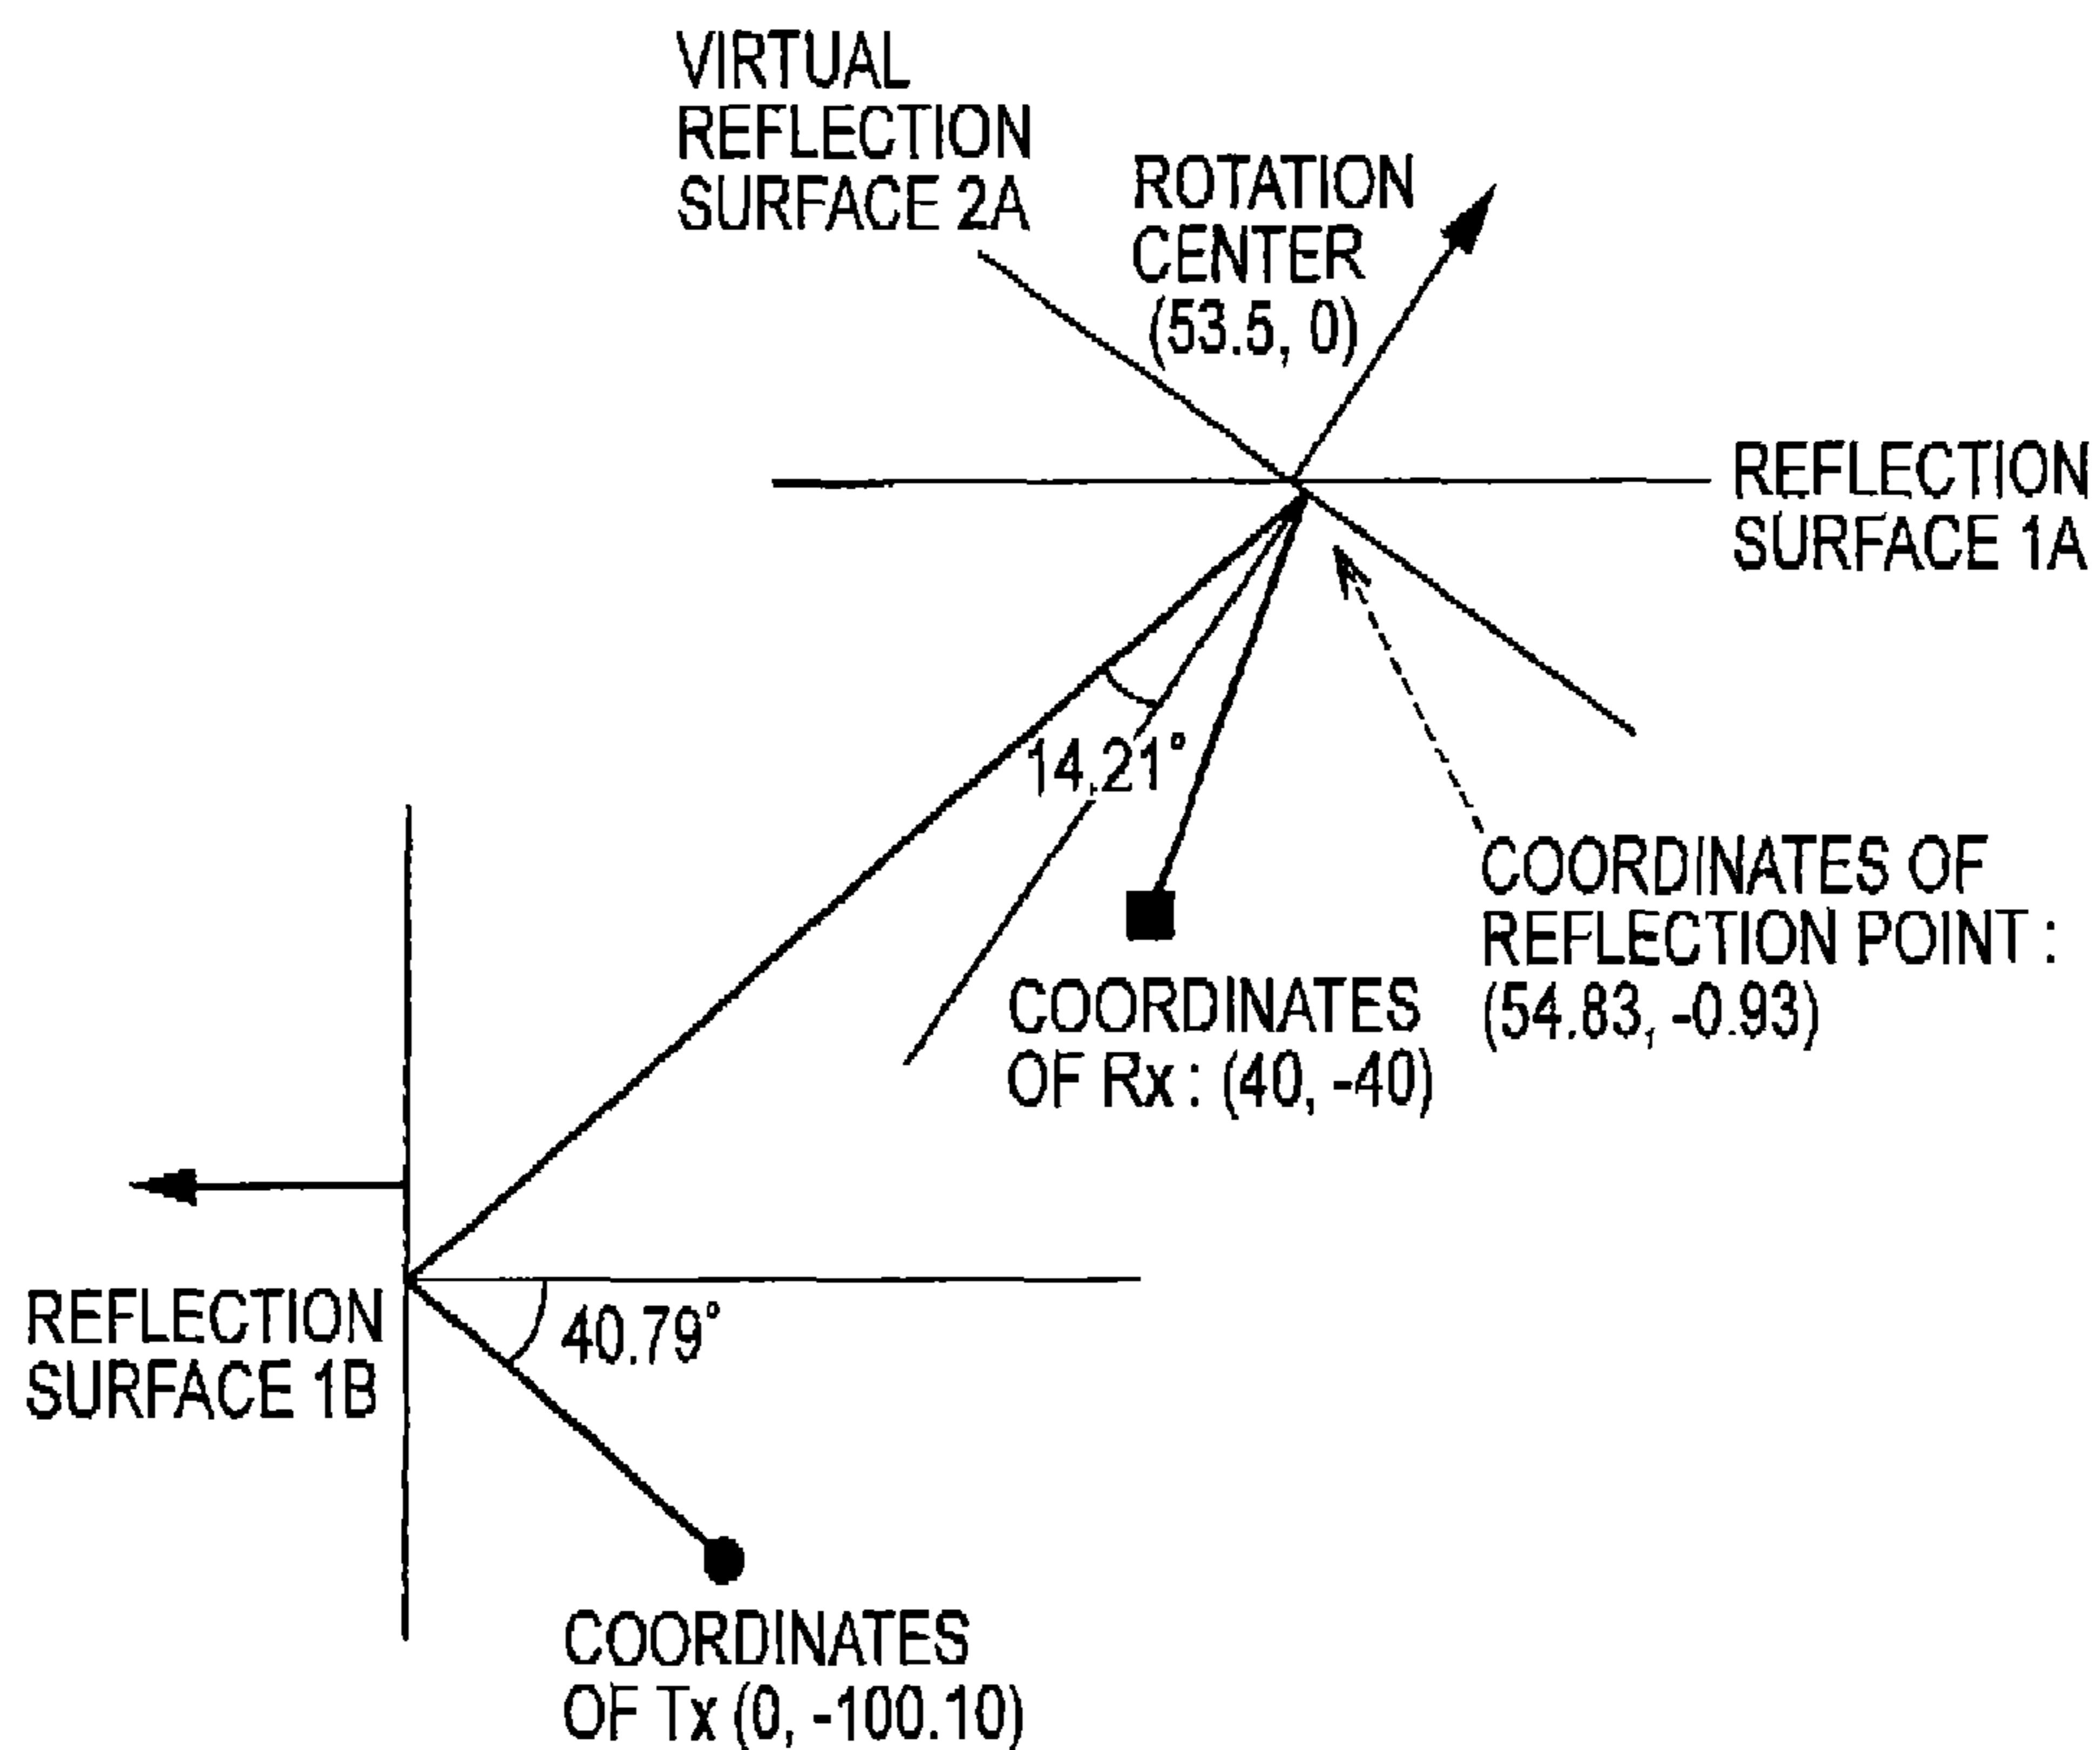 VIRTUAL
REFLECTION
SURFACE 2A
ROTATION
CENTER
(53.5, 0)
REFLECTION
SURFACE 1A
14.21°
COORDINATES OF
REFLECTION POINT :
(54.83, -0.93)
COORDINATES
OF Rx : (40, -40)
REFLECTION
SURFACE 1B
40.79°
COORDINATES
OF Tx (0, -100.10)